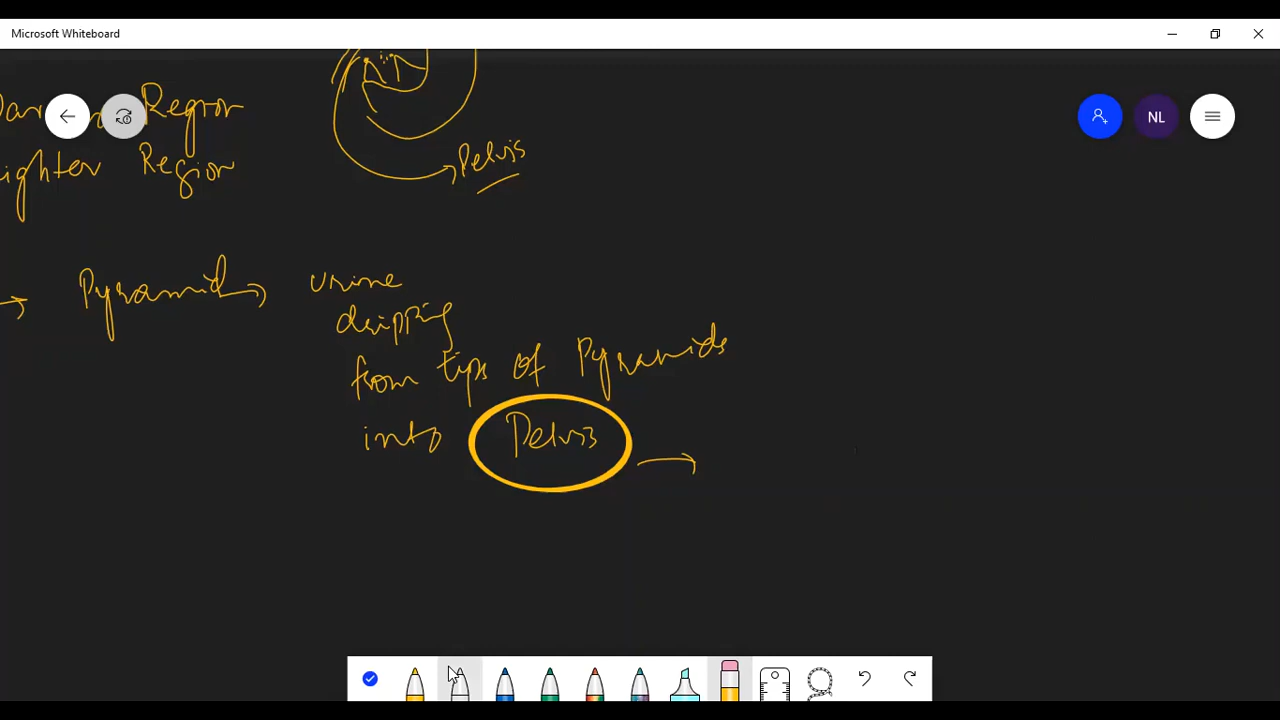 Microsoft Whiteboard
Region
ighter Region
Pelvis
NL
Pyramid
urine
dripping
from tips of Pyramids
into Pelvis